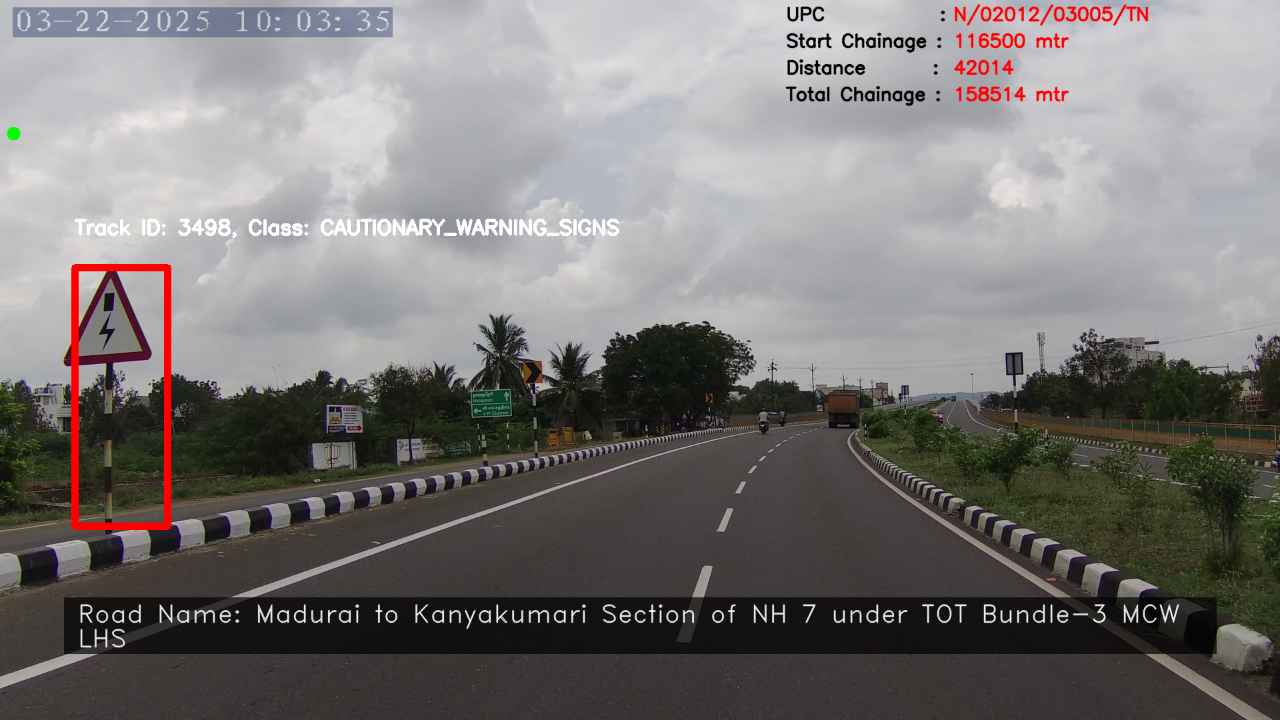 03-22-2025 10:03:35
UPC : N/02012/03005/TN
Start Chainage : 116500 mtr
Distance : 42014
Total Chainage : 158514 mtr
Track ID: 3498, Class: CAUTIONARY_WARNING_SIGNS
Road Name: Madurai to Kanyakumari Section of NH 7 under TOT Bundle-3 MCW
LHS